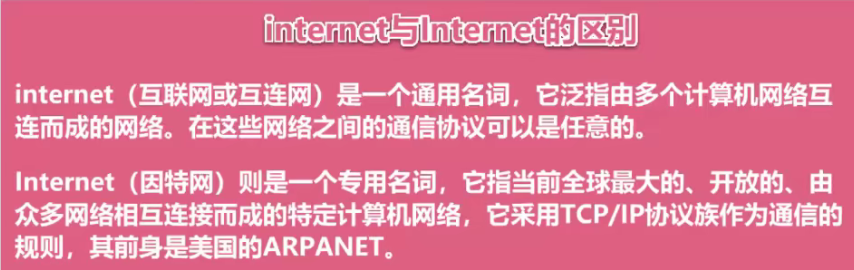 internet与Internet的区别
internet（互联网或互连网）是一个通用名词，它泛指由多个计算机网络互
连而成的网络。在这些网络之间的通信协议可以是任意的。
Internet（因特网）则是一个专用名词，它指当前全球最大的、开放的、由
众多网络相互连接而成的特定计算机网络，它采用TCP/IP协议族作为通信的
规则，其前身是美国的ARPANET。